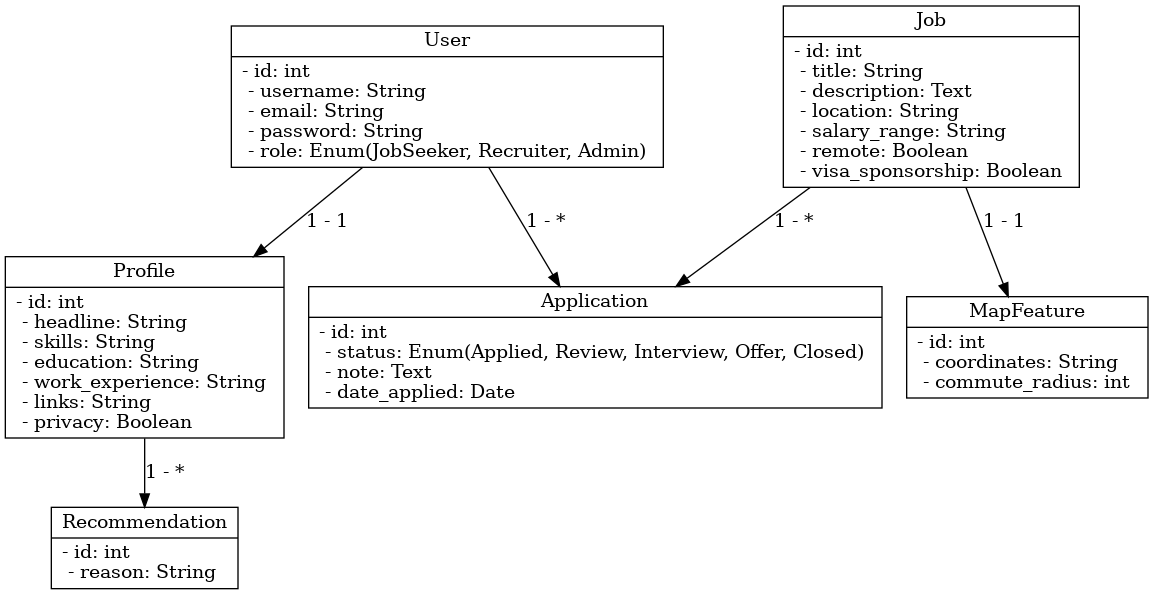 User
- id: int
- username: String
- email: String
- password: String
- role: Enum(JobSeeker, Recruiter, Admin)
Job
- id: int
- title: String
- description: Text
- location: String
- salary_range: String
- remote: Boolean
- visa_sponsorship: Boolean
1 - 1
1 - *
1 - *
1 - 1
Profile
- id: int
- headline: String
- skills: String
- education: String
- work_experience: String
- links: String
- privacy: Boolean
Application
- id: int
- status: Enum(Applied, Review, Interview, Offer, Closed)
- note: Text
- date_applied: Date
MapFeature
- id: int
- coordinates: String
- commute_radius: int
1 - *
Recommendation
- id: int
- reason: String